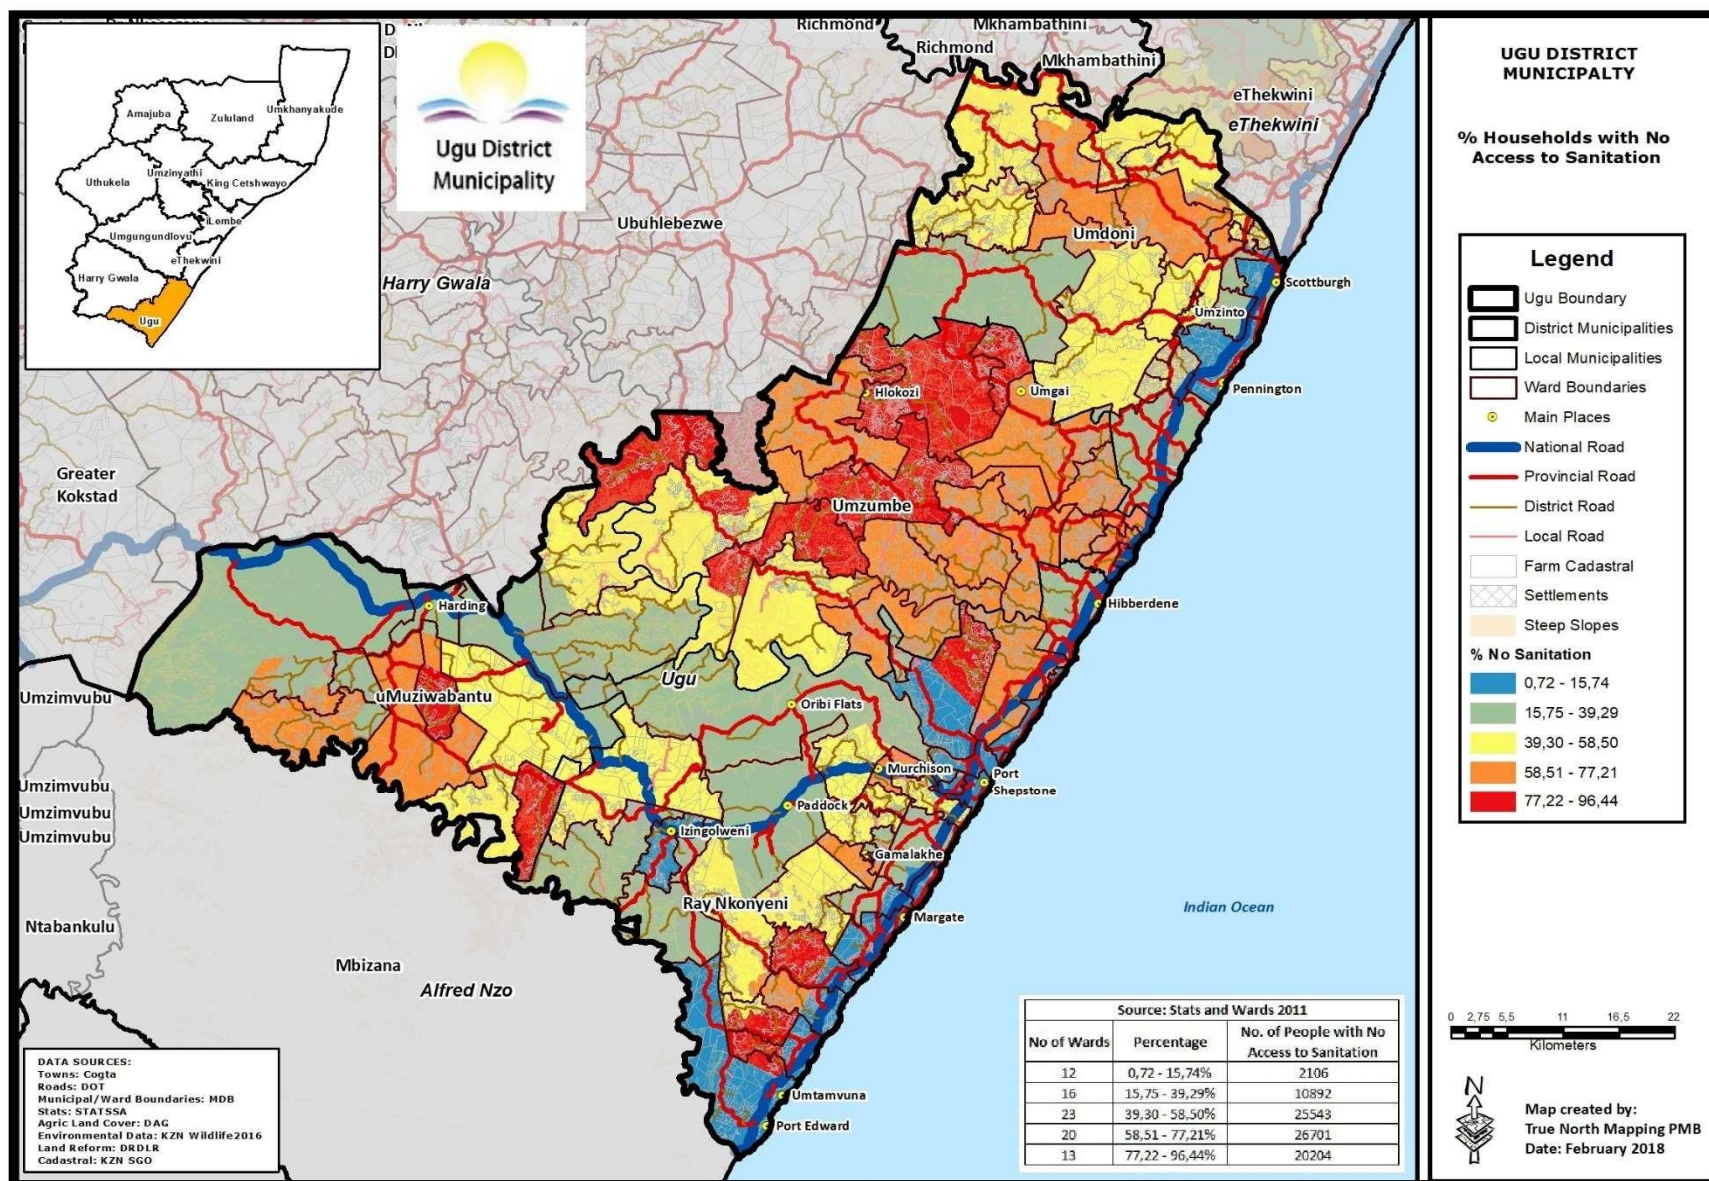 Richmond
Mkhambathini
Richmond
Mkhambathini
eThekwini
eThekwini
Amajuba
Zululand
Umkhanyakude
Uthukela
Umzinyathi
King Cetshwayo
iLembe
Umgungundlovu
eThekwini
Harry Gwala
Ugu
Ugu District
Municipality
Ubuhlebezwe
Harry Gwala
Umdoni
Scottburgh
Umzinto
Pennington
Hlokozi
Umgai
Greater
Kokstad
Umzumbe
Harding
Hibberdene
Ugu
Umzimvubu
uMuziwabantu
Oribi Flats
Murchison
Port
Shepstone
Umzimvubu
Umzimvubu
Umzimvubu
Paddock
Izingolweni
Gamalakhe
Ray Nkonyeni
Margate
Ntabankulu
Mbizana
Alfred Nzo
Indian Ocean
Umtamvuna
Port Edward
DATA SOURCES:
Towns: Cogta
Roads: DOT
Municipal/Ward Boundaries: MDB
Stats: STATSSA
Agric Land Cover: DAG
Environmental Data: KZN Wildlife2016
Land Reform: DRDLR
Cadastral: KZN SGO
Source: Stats and Wards 2011
No of Wards Percentage No. of People with No Access to Sanitation
12 0,72 - 15,74% 2106
16 15,75 - 39,29% 10892
23 39,30 - 58,50% 25543
20 58,51 - 77,21% 26701
13 77,22 - 96,44% 20204
UGU DISTRICT
MUNICIPALTY
% Households with No
Access to Sanitation
Legend
Ugu Boundary
District Municipalities
Local Municipalities
Ward Boundaries
Main Places
National Road
Provincial Road
District Road
Local Road
Farm Cadastral
Settlements
Steep Slopes
% No Sanitation
0,72 - 15,74
15,75 - 39,29
39,30 - 58,50
58,51 - 77,21
77,22 - 96,44
0 2,75 5,5 11 16,5 22
Kilometers
N
Map created by:
True North Mapping PMB
Date: February 2018